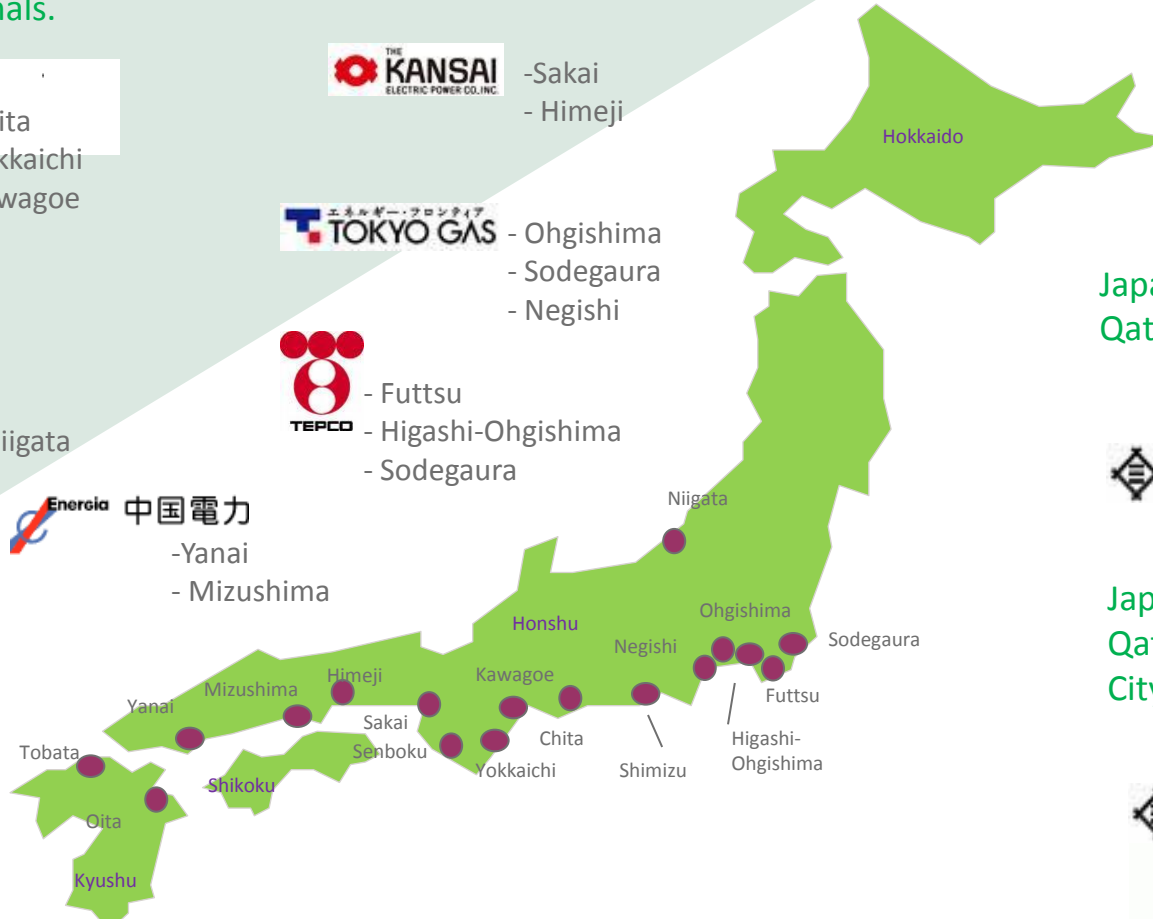 nals.
THE
KANSAI
ELECTRIC POWER CO.,INC.
-Sakai
- Himeji
ita
kkaichi
wagoe
エネルギー・フロンティア
TOKYO GAS
- Ohgishima
- Sodegaura
- Negishi
TEPCO
- Futtsu
- Higashi-Ohgishima
- Sodegaura
iigata
Energia 中国電力
-Yanai
- Mizushima
Hokkaido
Japa
Qat
Niigata
Honshu
Ohgishima
Negishi
Sodegaura
Futtsu
Higashi-
Ohgishima
Kawagoe
Himeji
Mizushima
Yanai
Sakai
Senboku
Chita
Yokkaichi
Shimizu
Tobata
Shikoku
Oita
Kyushu
Jap
Qat
City